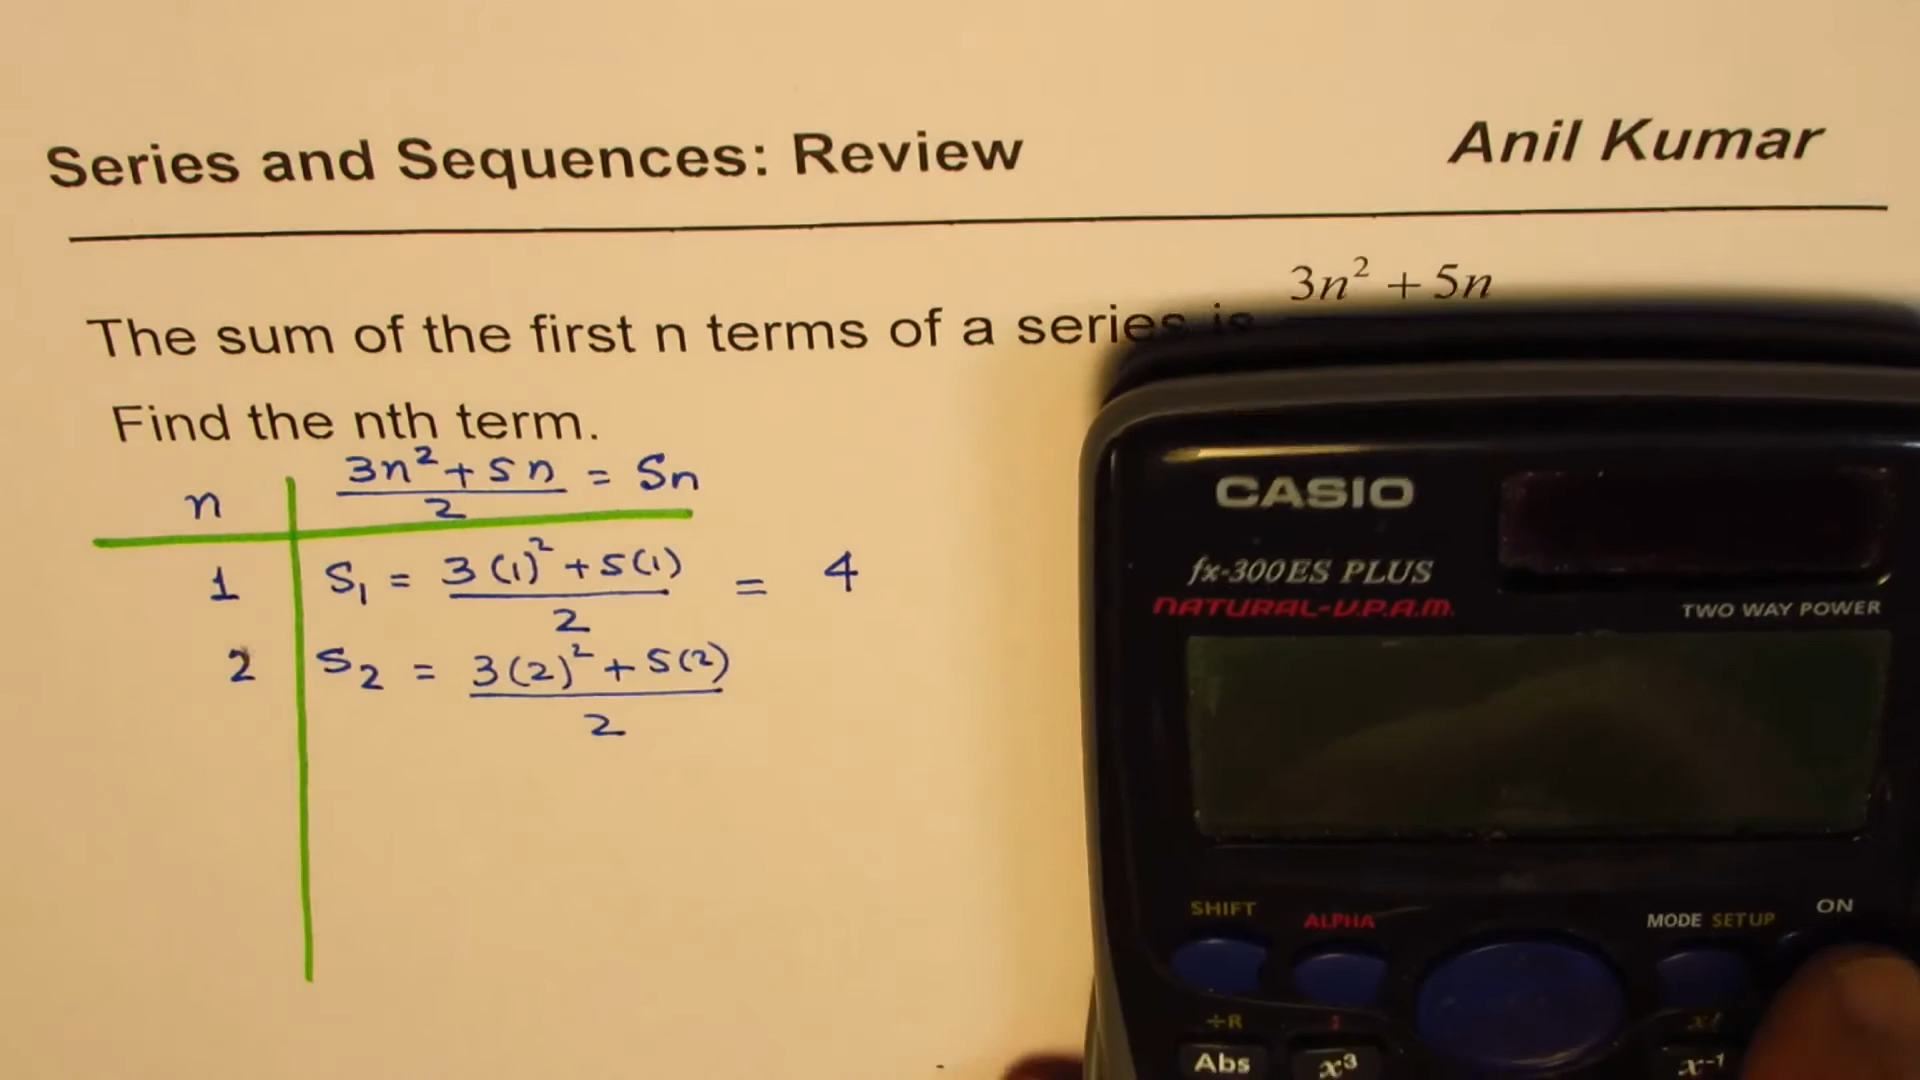 Series and Sequences: Review
Anil Kumar
3n² + 5n
The sum of the first n terms of a series is
Find the nth term.
n
3n² + 5n = Sn
2
1
S₁ = 3(1)² + 5(1) = 4
2
2
S₂ = 3(2)² + 5(2)
2
CASIO
fx-300ES PLUS
NATURAL-V.P.A.M.
TWO WAY POWER
SHIFT
ALPHA
MODE SETUP
ON
÷R
Abs
x³
x⁻¹